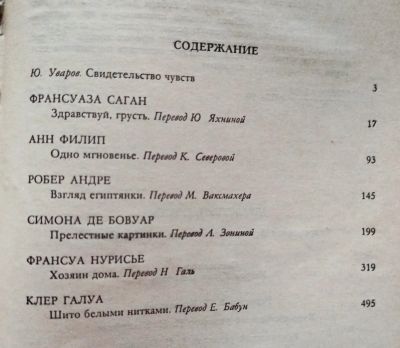 СОДЕРЖАНИЕ
Ю. Уваров. Свидетельство чувств 3
ФРАНСУАЗА САГАН
Здравствуй, грусть. Перевод Ю Яхниной 17
АНН ФИЛИП
Одно мгновенье. Перевод К. Северовой 93
РОБЕР АНДРЕ
Взгляд египтянки. Перевод М. Ваксмахера 145
СИМОНА ДЕ БОВУАР
Прелестные картинки. Перевод Л. Зониной 199
ФРАНСУА НУРИСЬЕ
Хозяин дома. Перевод Н Галь 319
КЛЕР ГАЛУА
Шито белыми нитками. Перевод Е. Бабун 495